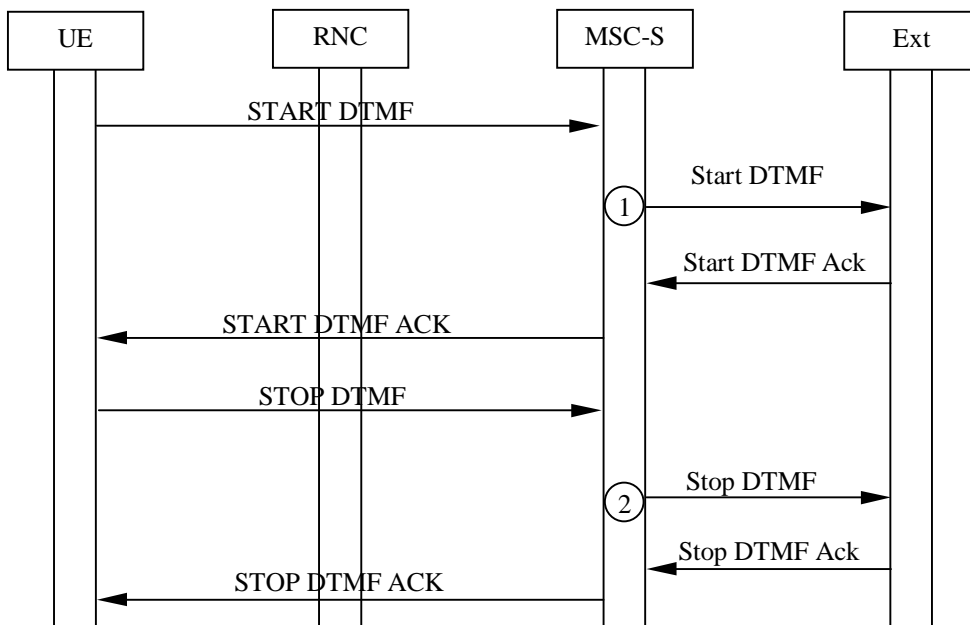 UE
RNC
MSC-S
Ext
START DTMF
Start DTMF
1
Start DTMF Ack
START DTMF ACK
STOP DTMF
Stop DTMF
2
Stop DTMF Ack
STOP DTMF ACK